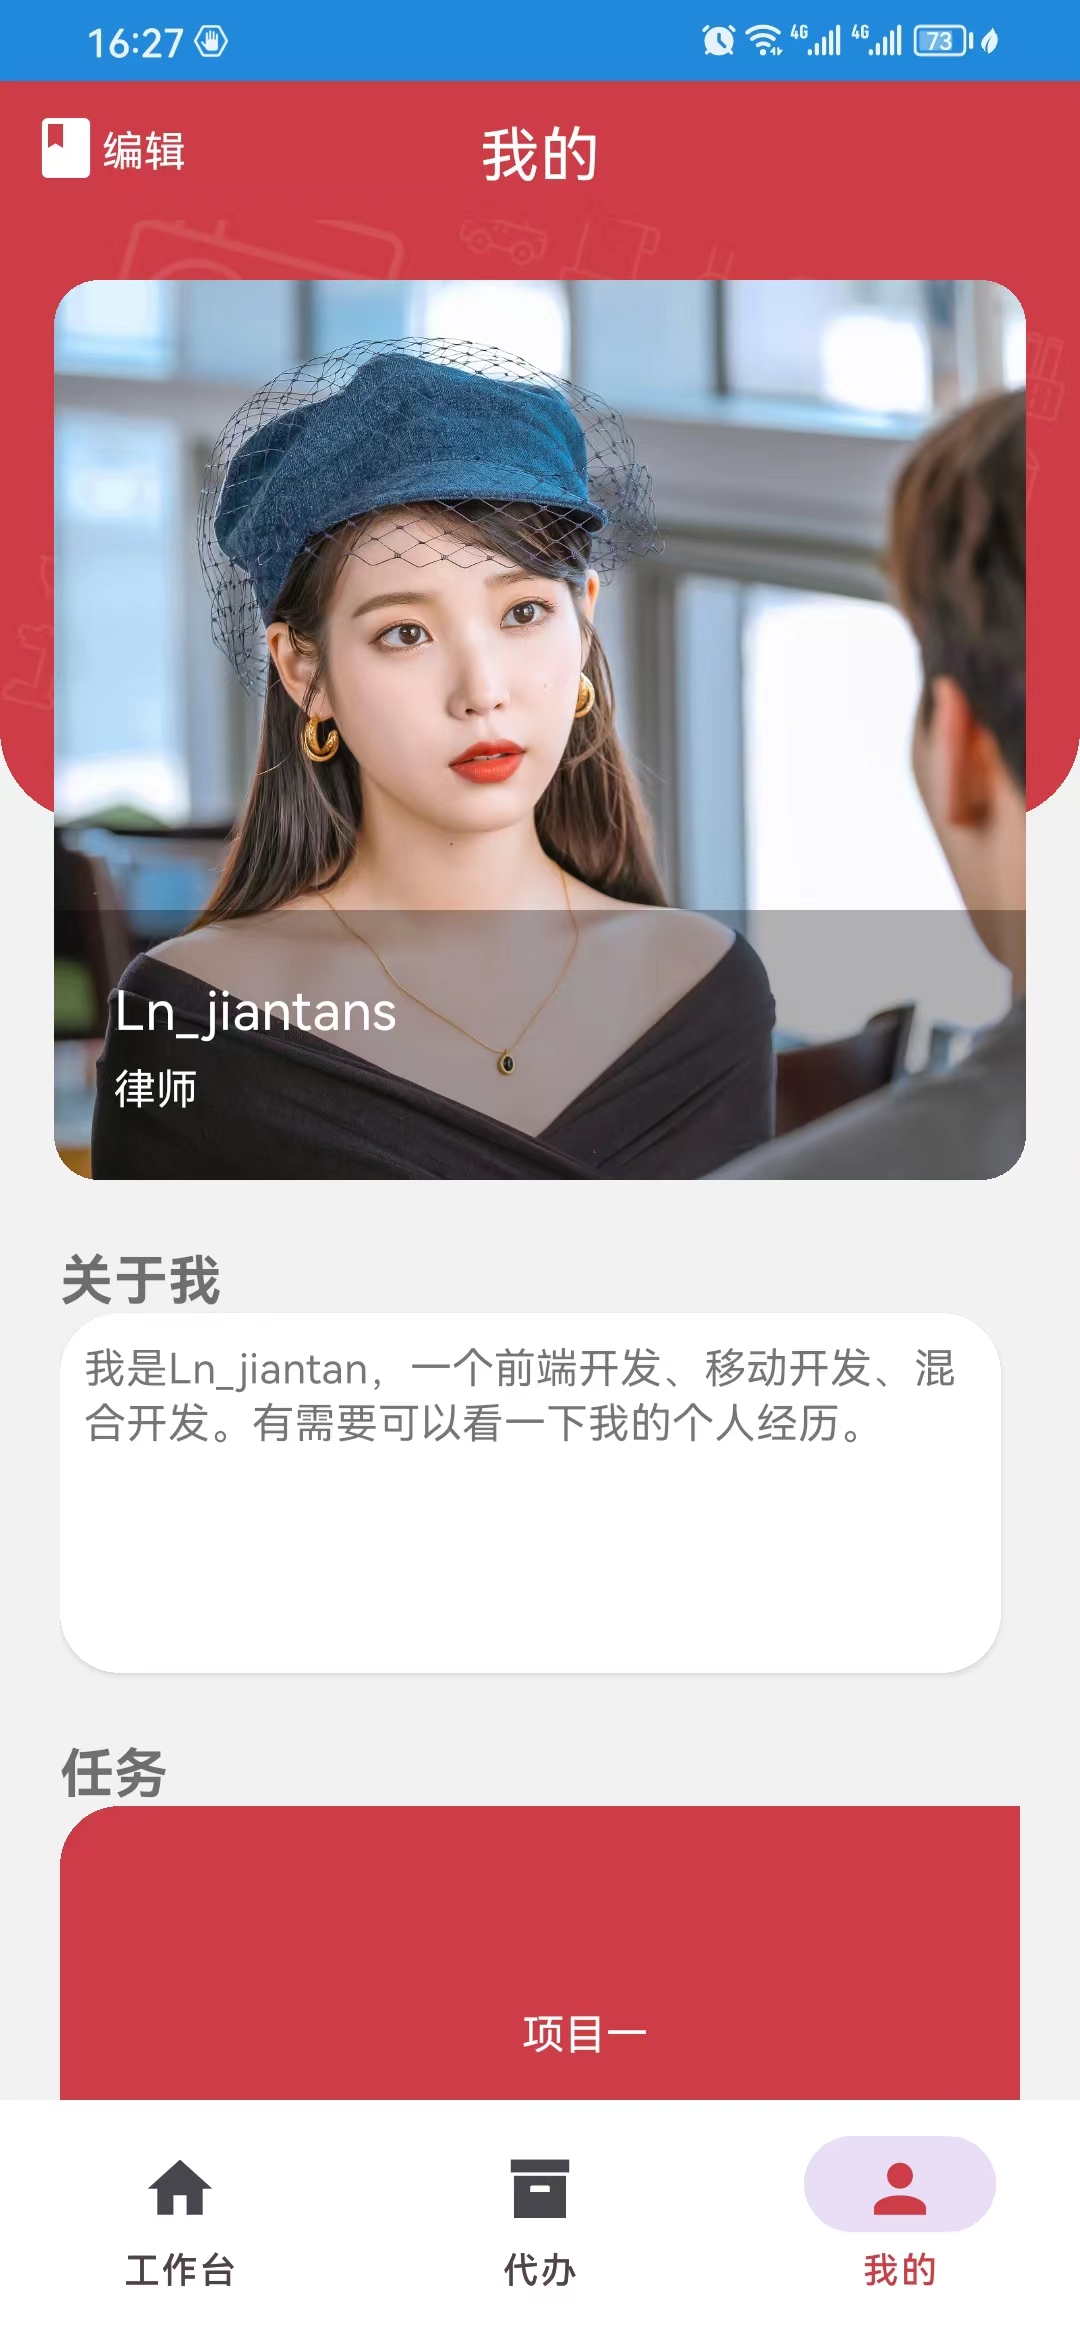 16:27
4G 4G 73
编辑
我的
Ln_jiantans
律师
关于我
我是Ln_jiantan，一个前端开发、移动开发、混
合开发。有需要可以看一下我的个人经历。
任务
项目一
工作台
代办
我的